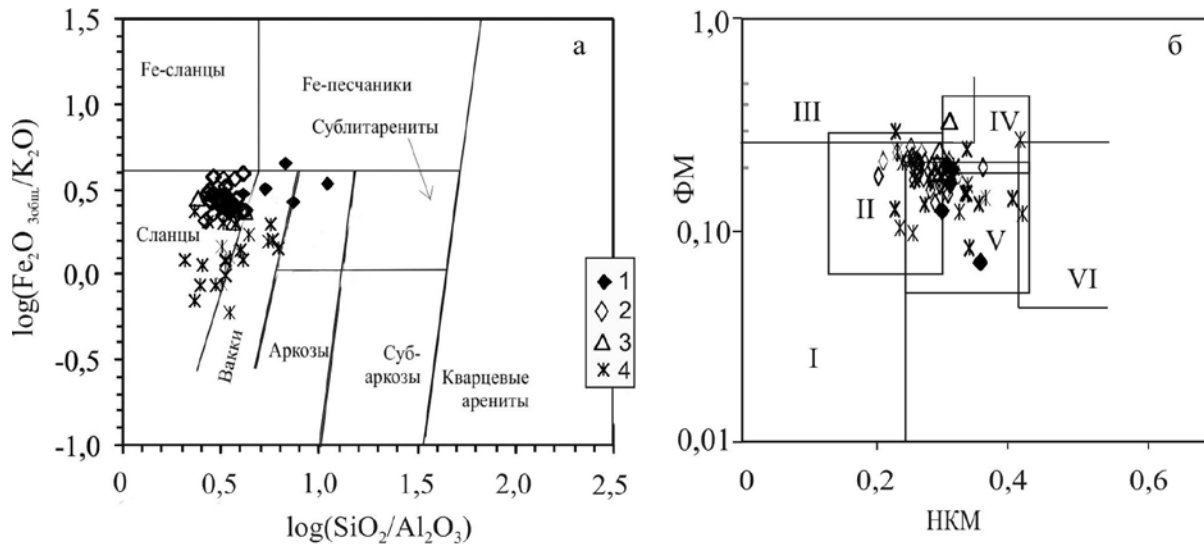 а
1,5
1,0
0,5
0,0
-0,5
-1,0
log(Fe₂O₃общ./K₂O)
Fe-сланцы
Fe-песчаники
Сублитарениты
Сланцы
Вакки
Аркозы
Суб-
аркозы
Кварцевые
арениты
1
2
3
4
0
0,5
1,0
1,5
2,0
2,5
log(SiO₂/Al₂O₃)
б
1,0
0,10
0,01
ФМ
III
IV
II
V
VI
I
0
0,2
0,4
0,6
НКМ